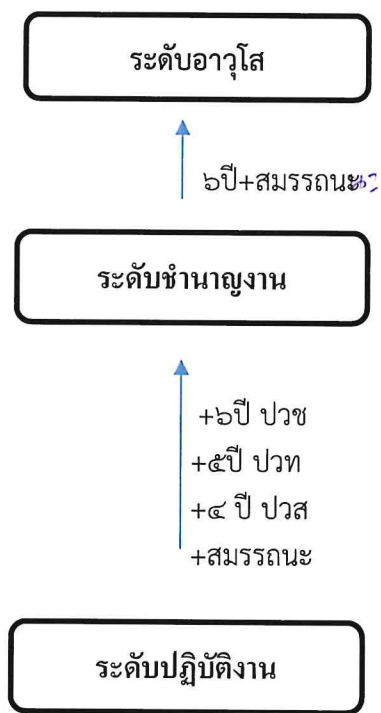 ระดับอาวุโส
๖ปี+สมรรถนะ
ระดับชำนาญงาน
+๖ปี ปวช
+๕ปี ปวท
+๔ ปี ปวส
+สมรรถนะ
ระดับปฏิบัติงาน